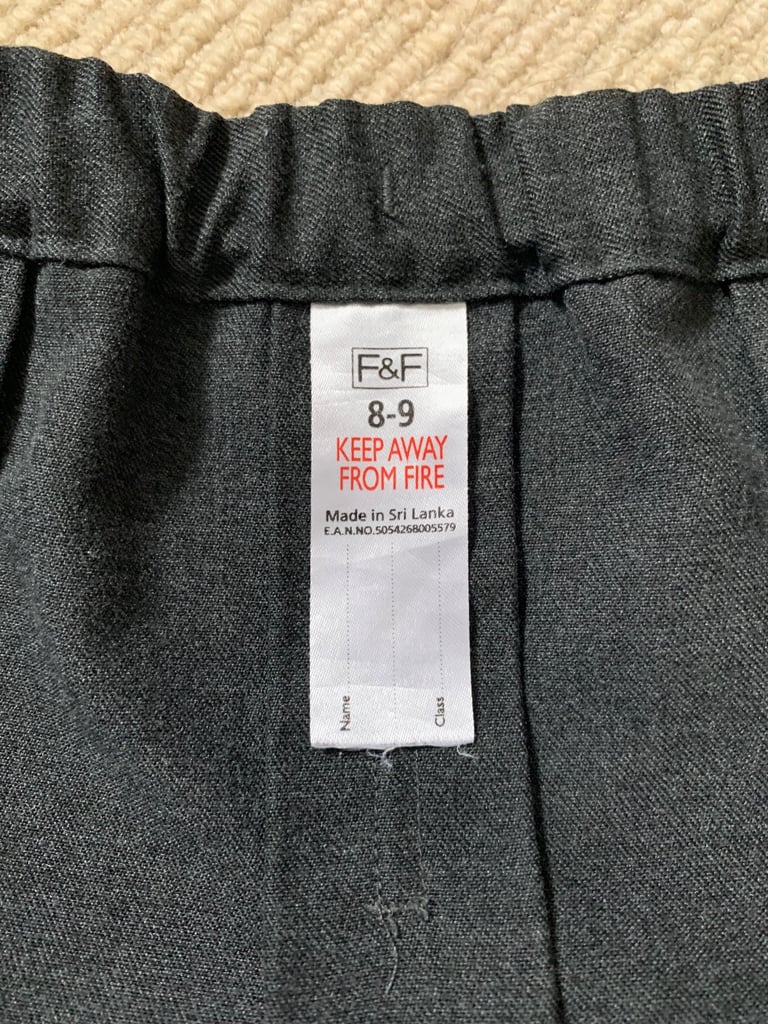 F&F
8-9
KEEP AWAY
FROM FIRE
Made in Sri Lanka
E.A.N.NO.5054268005579
Name
Class